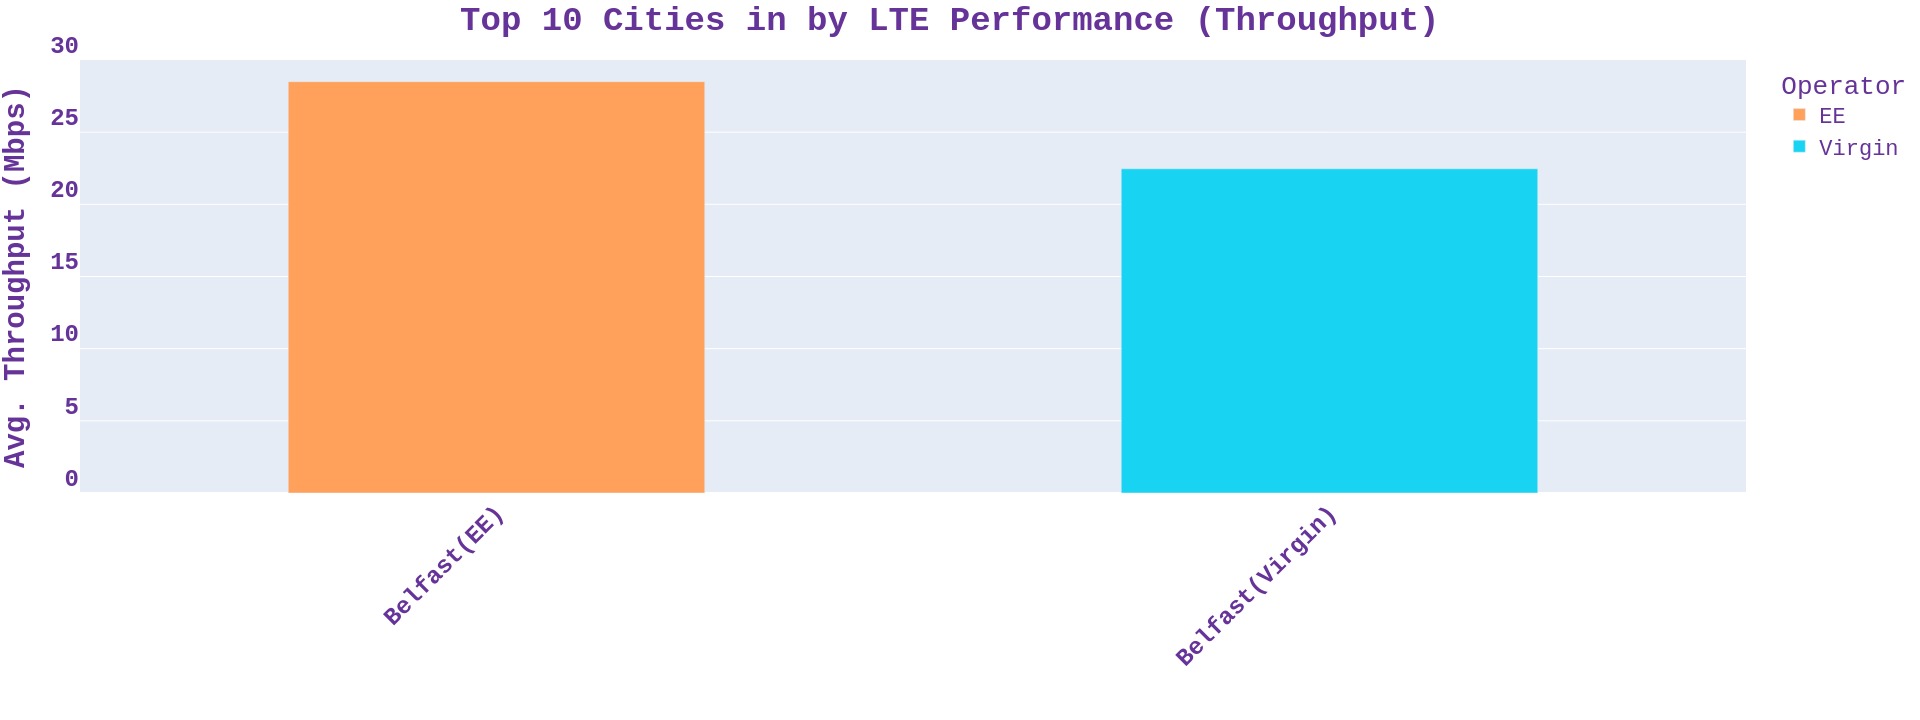 Top 10 Cities in by LTE Performance (Throughput)
Avg. Throughput (Mbps)
30
25
20
15
10
5
0
Belfast(EE)
Belfast(Virgin)
Operator
EE
Virgin